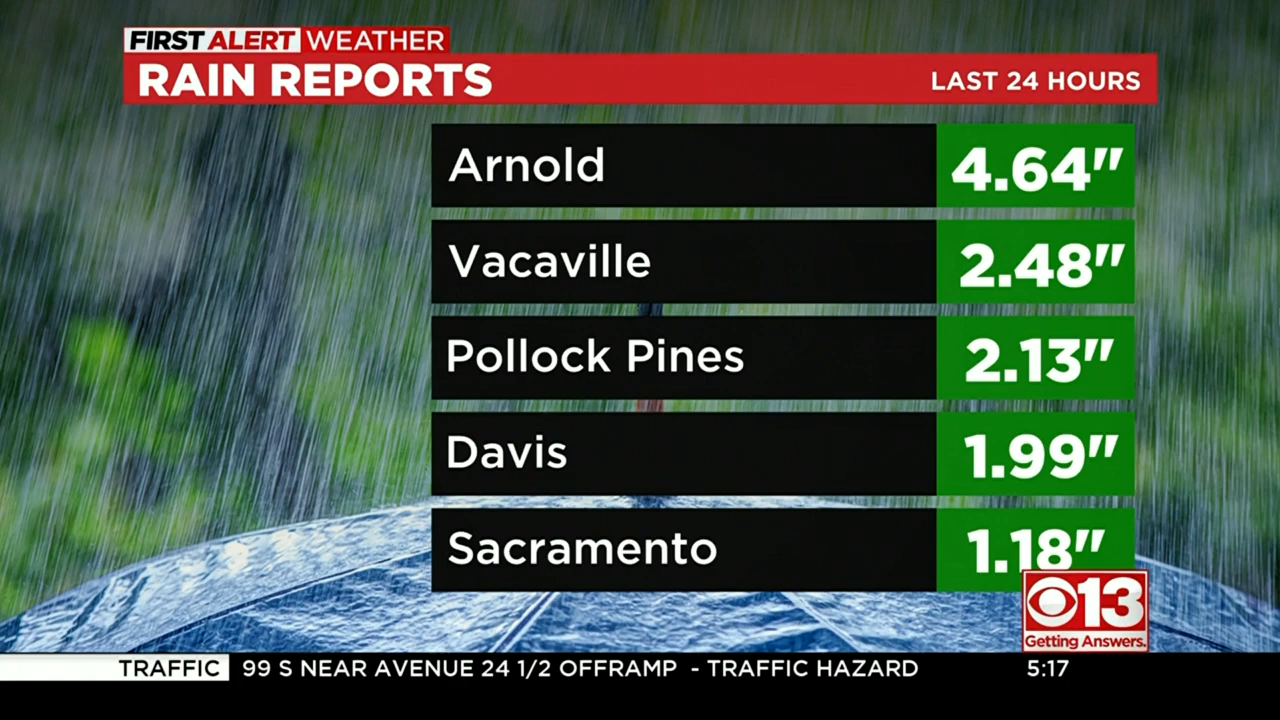 FIRST ALERT WEATHER
RAIN REPORTS LAST 24 HOURS
Arnold 4.64"
Vacaville 2.48"
Pollock Pines 2.13"
Davis 1.99"
Sacramento 1.18"
13
Getting Answers.
TRAFFIC 99 S NEAR AVENUE 24 1/2 OFFRAMP - TRAFFIC HAZARD 5:17